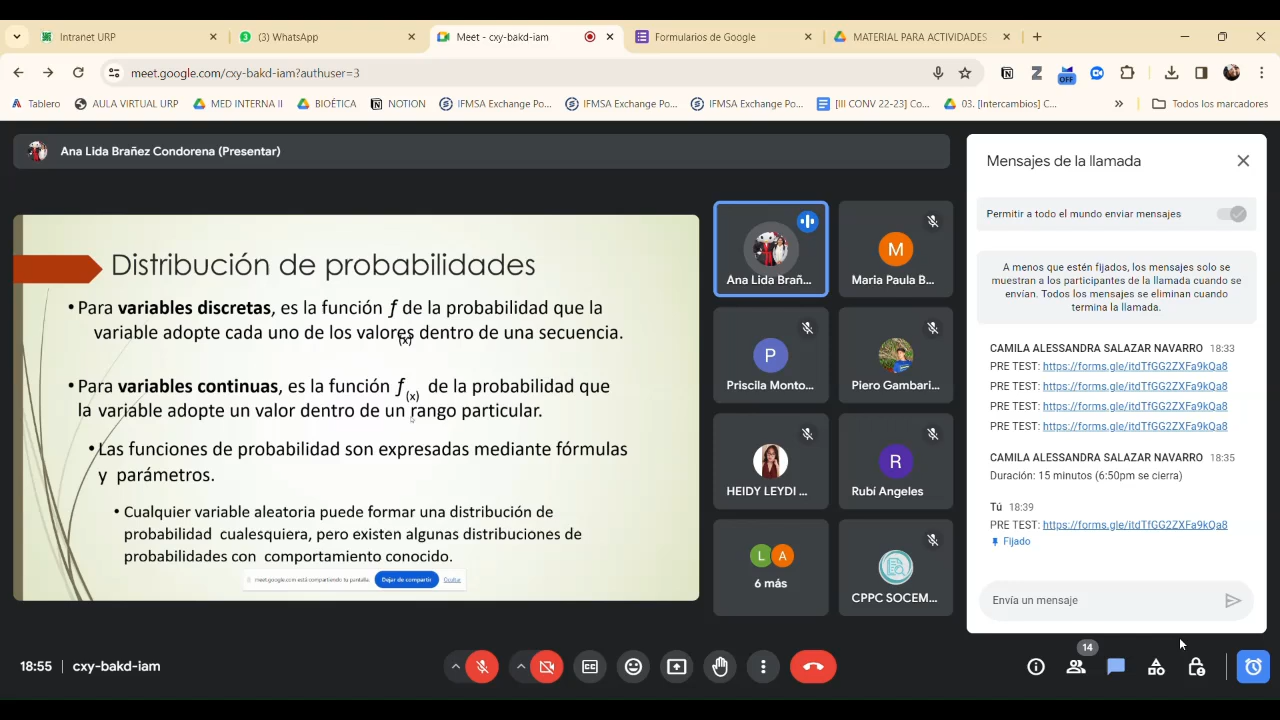 Intranet URP
(3) WhatsApp
Meet - cxy-bakd-iam
Formularios de Google
MATERIAL PARA ACTIVIDADES
meet.google.com/cxy-bakd-iam?authuser=3
OFF
Tablero
AULA VIRTUAL URP
MED INTERNA II
BIOÉTICA
NOTION
IFMSA Exchange Po...
IFMSA Exchange Po...
IFMSA Exchange Po...
[III CONV 22-23] Co...
03. [Intercambios] C...
»
Todos los marcadores
Ana Lida Brañez Condorena (Presentar)
Distribución de probabilidades
• Para variables discretas, es la función f de la probabilidad que la
variable adopte cada uno de los valores dentro de una secuencia.
(x)
• Para variables continuas, es la función f(x) de la probabilidad que
la variable adopte un valor dentro de un rango particular.
• Las funciones de probabilidad son expresadas mediante fórmulas
y parámetros.
• Cualquier variable aleatoria puede formar una distribución de
probabilidad cualesquiera, pero existen algunas distribuciones de
probabilidades con comportamiento conocido.
meet.google.com está compartiendo tu pantalla.
Dejar de compartir
Ocultar
Ana Lida Brañ...
M
Maria Paula B...
P
Priscila Monto...
Piero Gambari...
HEIDY LEYDI ...
R
Rubí Angeles
L A
6 más
CPPC SOCEM...
Mensajes de la llamada
Permitir a todo el mundo enviar mensajes
A menos que estén fijados, los mensajes solo se
muestran a los participantes de la llamada cuando se
envían. Todos los mensajes se eliminan cuando
termina la llamada.
CAMILA ALESSANDRA SALAZAR NAVARRO 18:33
PRE TEST: https://forms.gle/itdTfGG2ZXFa9kQa8
PRE TEST: https://forms.gle/itdTfGG2ZXFa9kQa8
PRE TEST: https://forms.gle/itdTfGG2ZXFa9kQa8
PRE TEST: https://forms.gle/itdTfGG2ZXFa9kQa8
CAMILA ALESSANDRA SALAZAR NAVARRO 18:35
Duración: 15 minutos (6:50pm se cierra)
Tú 18:39
PRE TEST: https://forms.gle/itdTfGG2ZXFa9kQa8
Fijado
Envía un mensaje
18:55 | cxy-bakd-iam
14